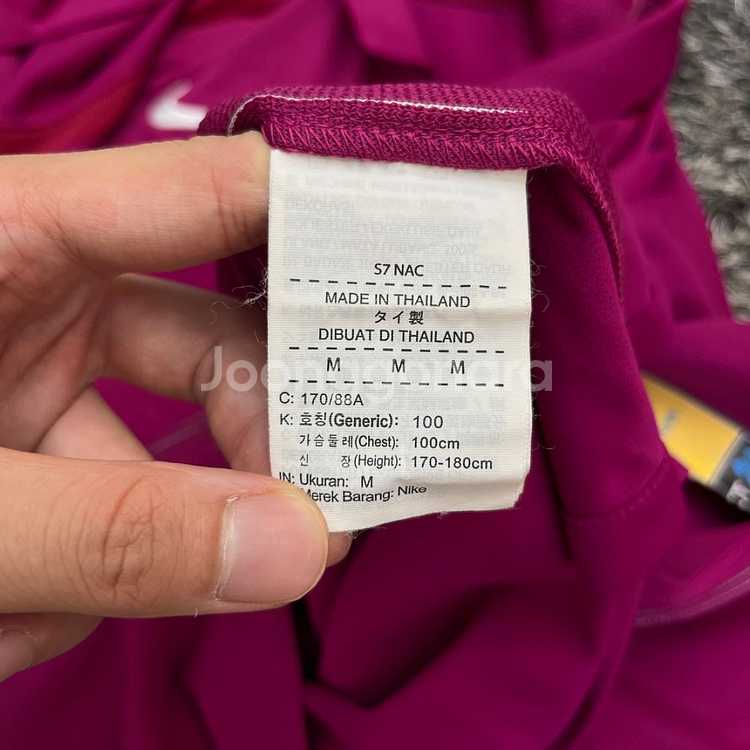 S7 NAC
MADE IN THAILAND
タイ製
DIBUAT DI THAILAND
M M M
C: 170/88A
K: 호칭(Generic): 100
가슴둘레(Chest): 100cm
신 장(Height): 170-180cm
IN: Ukuran: M
Merek Barang: Nike
Joongonara